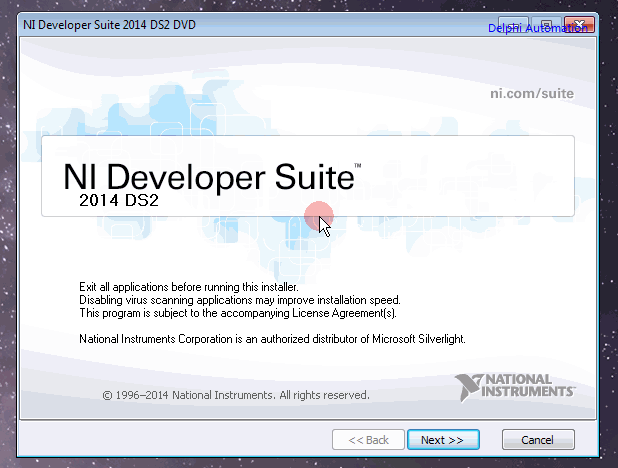 NI Developer Suite 2014 DS2 DVD
Delphi Automation
ni.com/suite
NI Developer Suite™
2014 DS2
Exit all applications before running this installer.
Disabling virus scanning applications may improve installation speed.
This program is subject to the accompanying License Agreement(s).
National Instruments Corporation is an authorized distributor of Microsoft Silverlight.
© 1996–2014 National Instruments. All rights reserved.
NATIONAL
INSTRUMENTS
<< Back
Next >>
Cancel